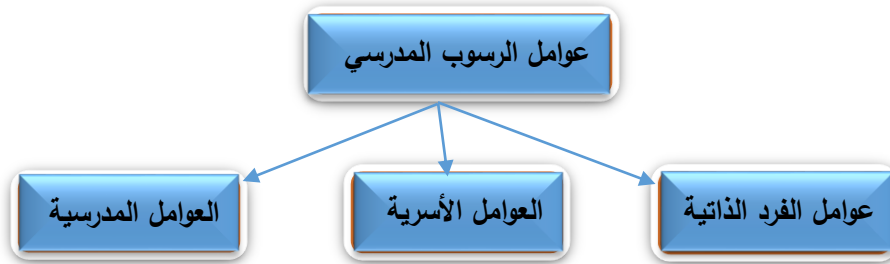 عوامل الرسوب المدرسي
عوامل الفرد الذاتية
العوامل الأسرية
العوامل المدرسية